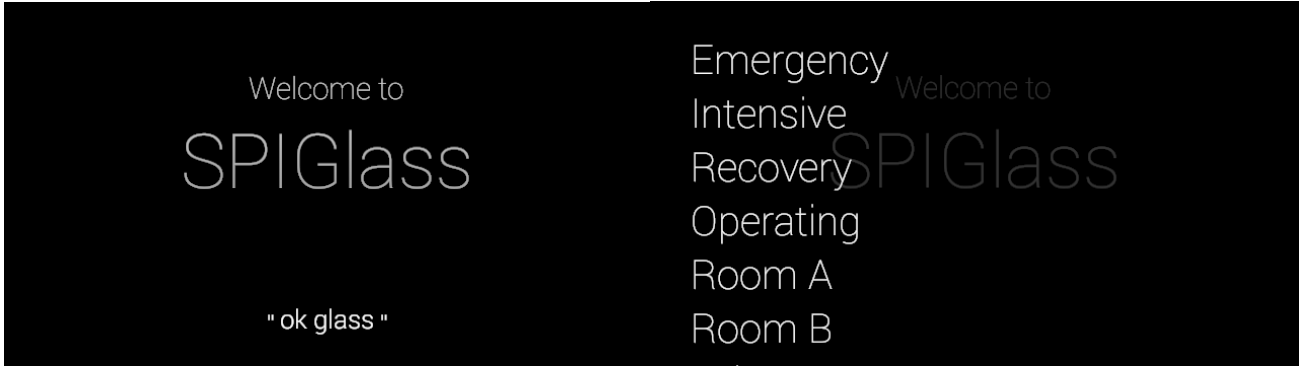 Welcome to
SPIGlass
" ok glass "
Emergency
Welcome to
Intensive
Recovery
SPIGlass
Operating
Room A
Room B